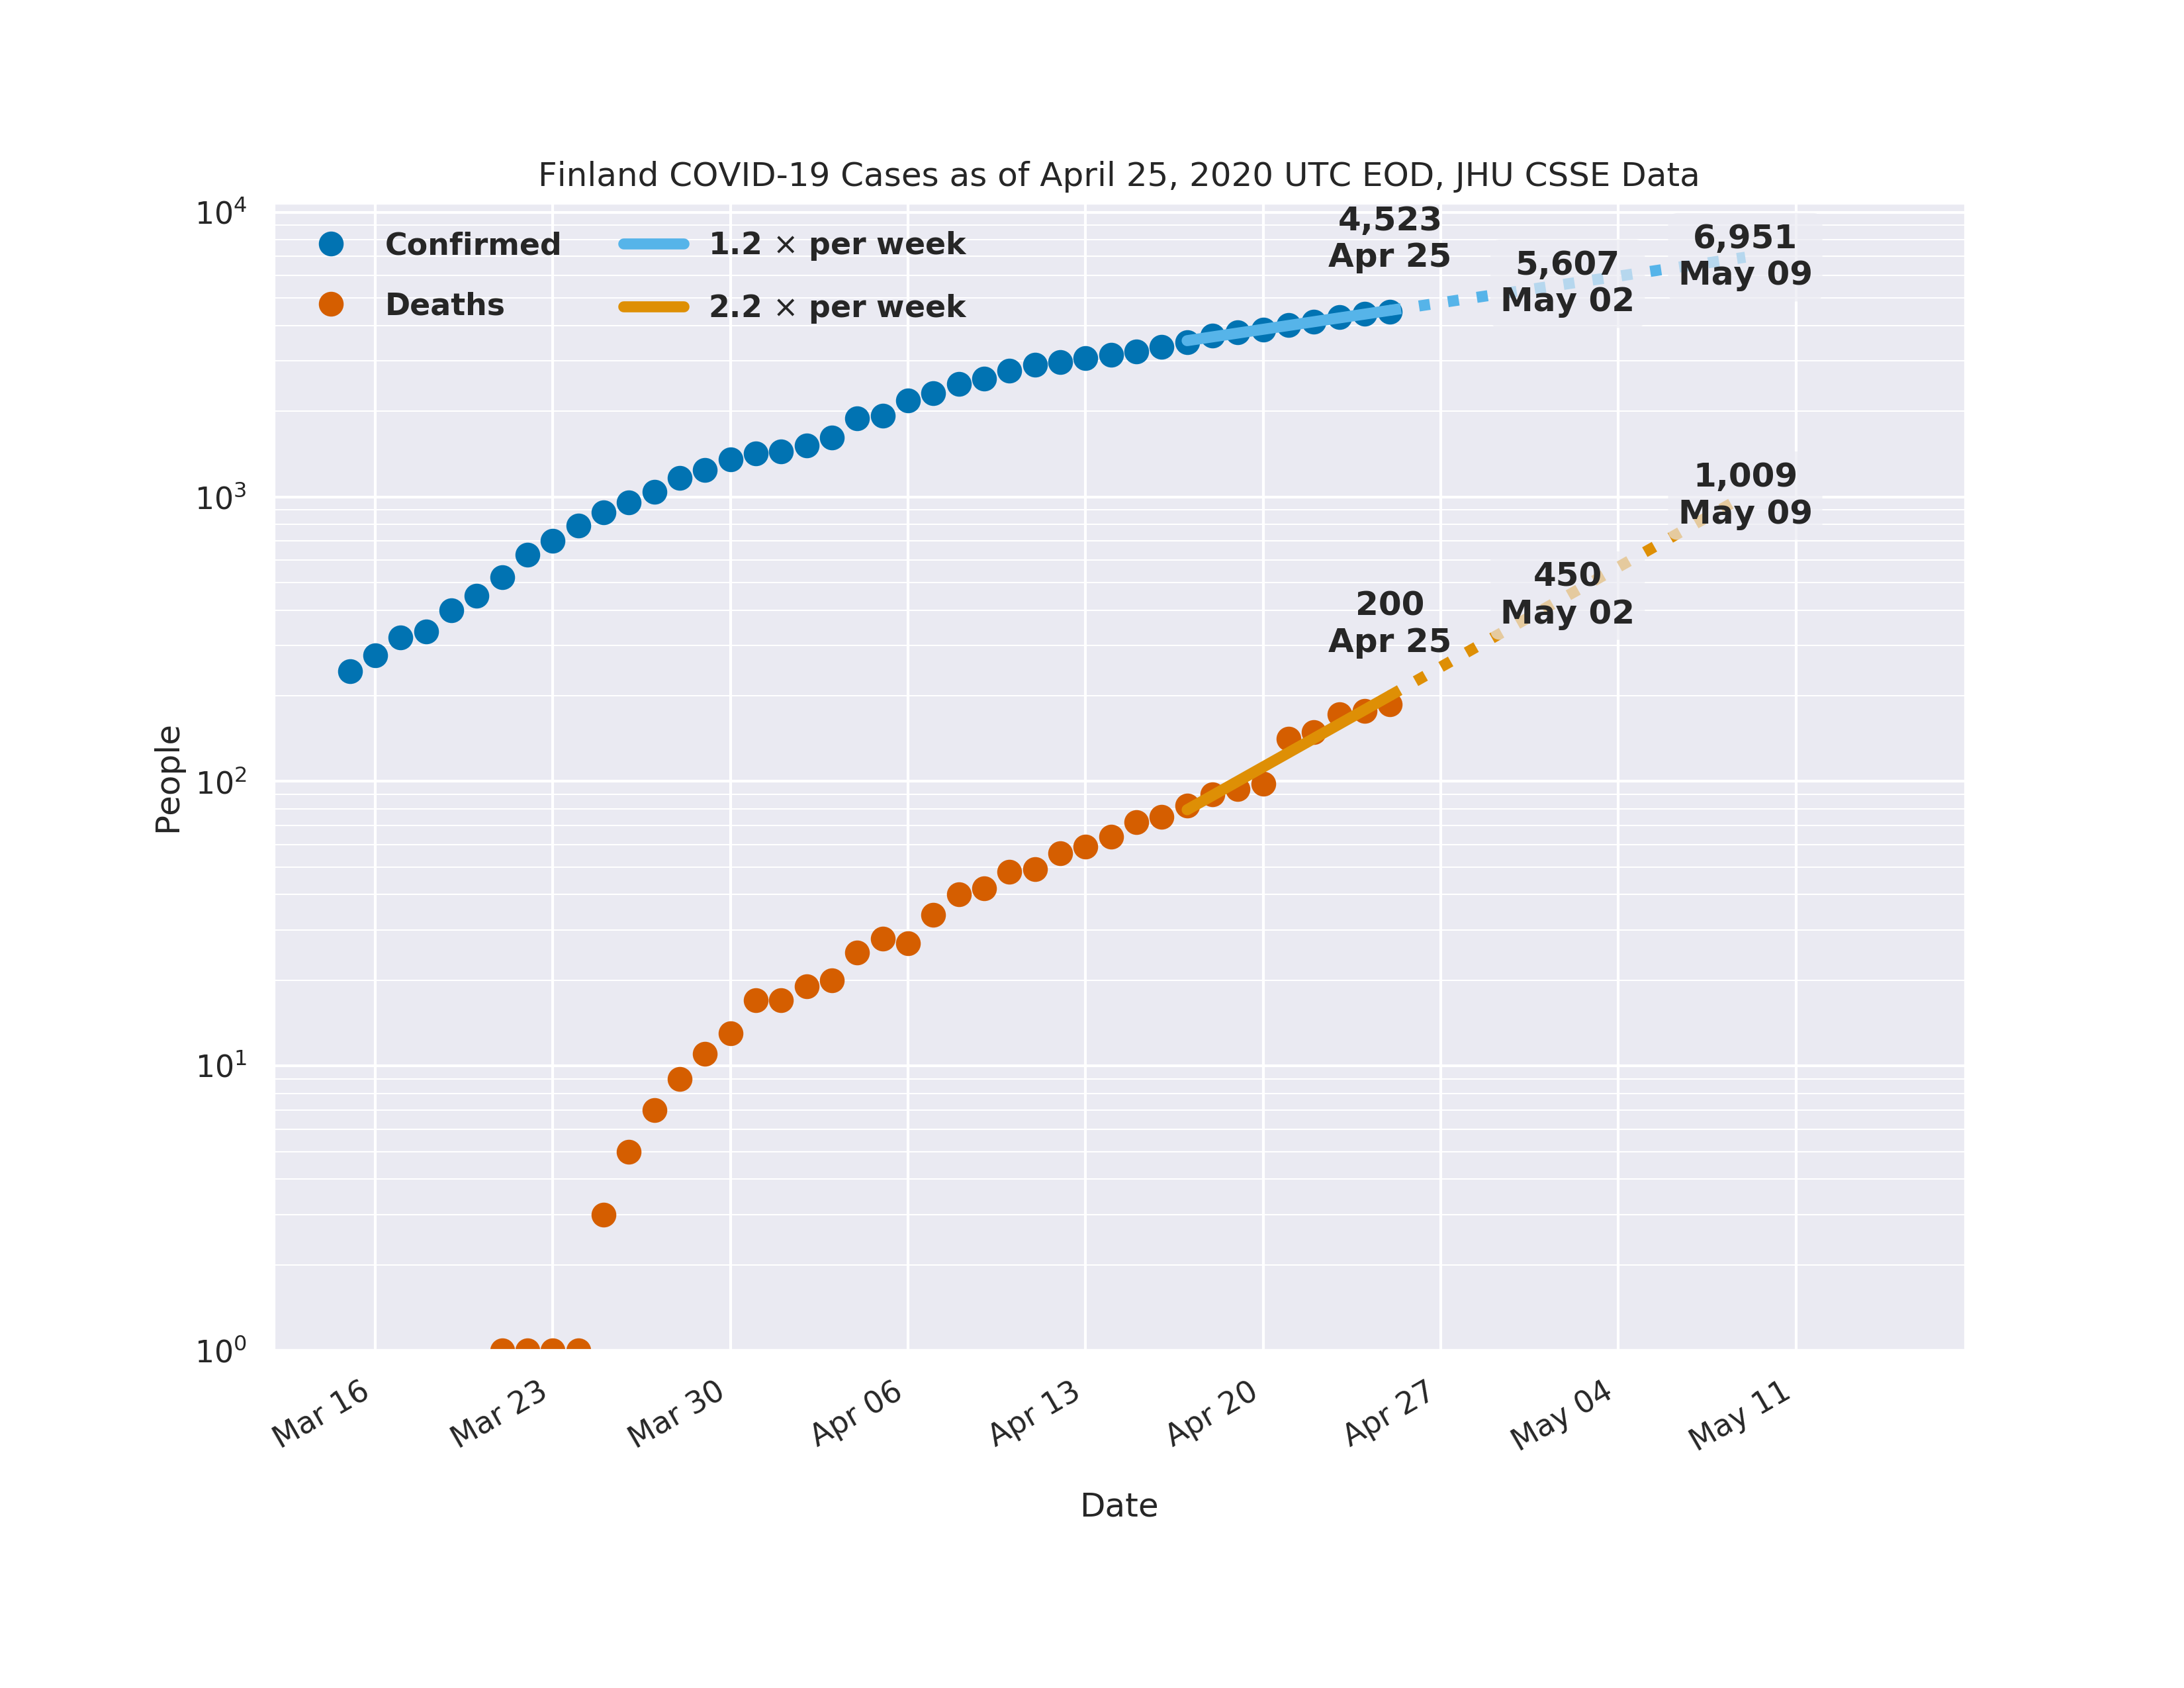 Finland COVID-19 Cases as of April 25, 2020 UTC EOD, JHU CSSE Data
Confirmed
Deaths
1.2 × per week
2.2 × per week
4,523
Apr 25
5,607
May 02
6,951
May 09
1,009
May 09
450
May 02
200
Apr 25
People
10⁴
10³
10²
10¹
10⁰
Mar 16
Mar 23
Mar 30
Apr 06
Apr 13
Apr 20
Apr 27
May 04
May 11
Date